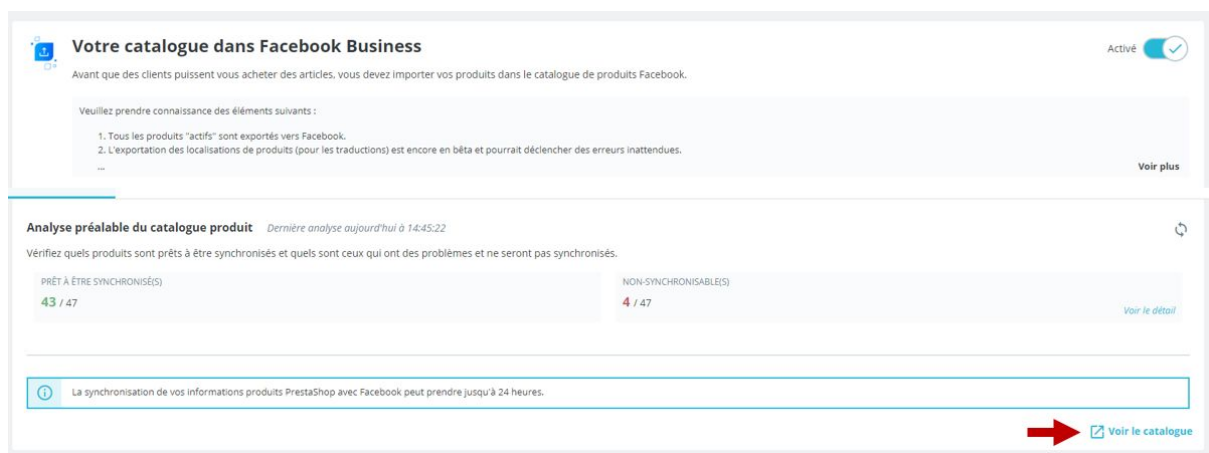 Votre catalogue dans Facebook Business
Activé
Avant que des clients puissent vous acheter des articles, vous devez importer vos produits dans le catalogue de produits Facebook.
Veuillez prendre connaissance des éléments suivants :
1. Tous les produits "actifs" sont exportés vers Facebook.
2. L'exportation des localisations de produits (pour les traductions) est encore en bêta et pourrait déclencher des erreurs inattendues.
...
Voir plus
Analyse préalable du catalogue produit Dernière analyse aujourd'hui à 14:45:22
Vérifiez quels produits sont prêts à être synchronisés et quels sont ceux qui ont des problèmes et ne seront pas synchronisés.
PRÊT À ÊTRE SYNCHRONISÉ(S)
43 / 47
NON-SYNCHRONISABLE(S)
4 / 47
Voir le détail
La synchronisation de vos informations produits PrestaShop avec Facebook peut prendre jusqu'à 24 heures.
Voir le catalogue